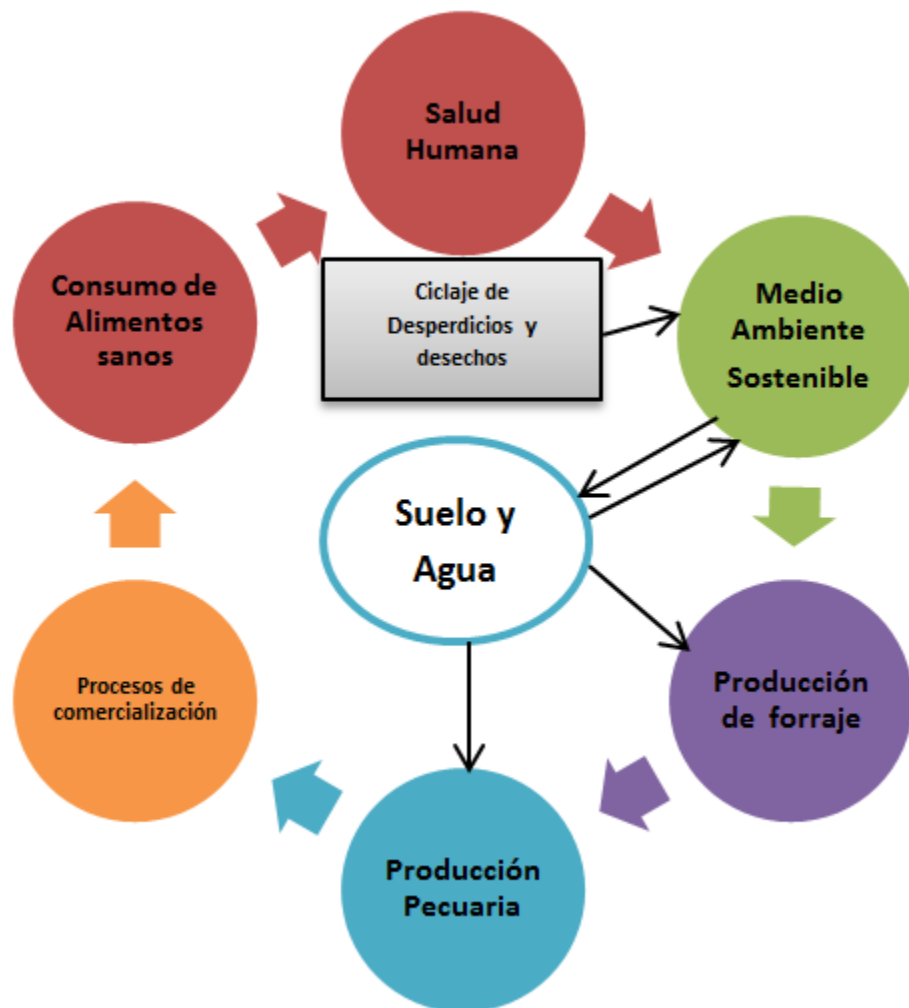 Salud
Humana
Consumo de
Alimentos
sanos
Ciclaje de
Desperdicios y
desechos
Medio
Ambiente
Sostenible
Suelo y
Agua
Procesos de
comercialización
Producción
de forraje
Producción
Pecuaria